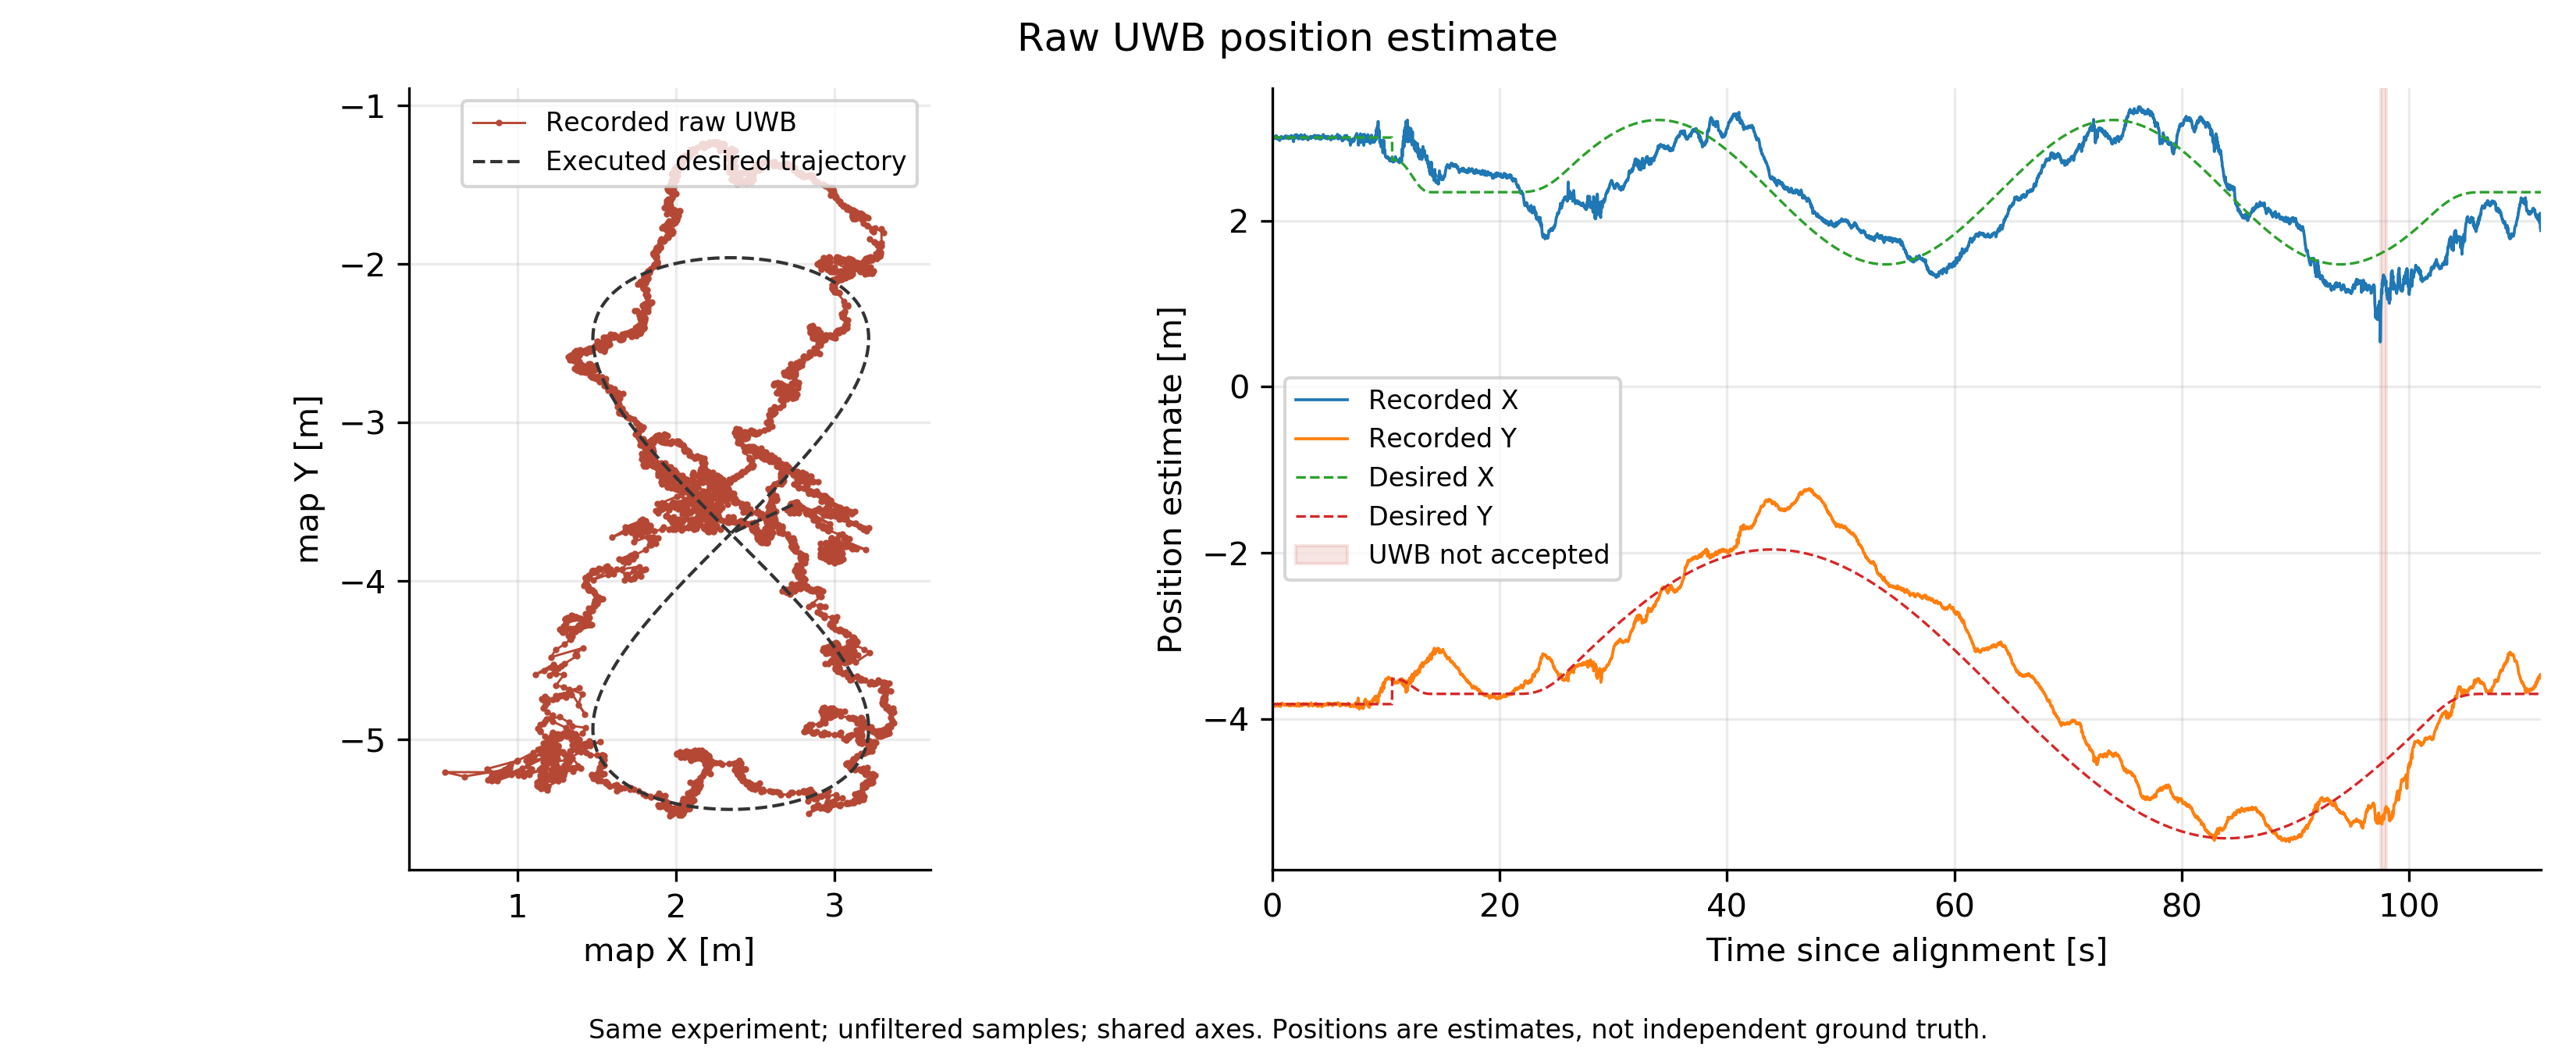 Raw UWB position estimate
Recorded raw UWB
Executed desired trajectory
−1
−2
−3
−4
−5
map Y [m]
1
2
3
map X [m]
2
0
−2
−4
Position estimate [m]
Recorded X
Recorded Y
Desired X
Desired Y
UWB not accepted
0
20
40
60
80
100
Time since alignment [s]
Same experiment; unfiltered samples; shared axes. Positions are estimates, not independent ground truth.